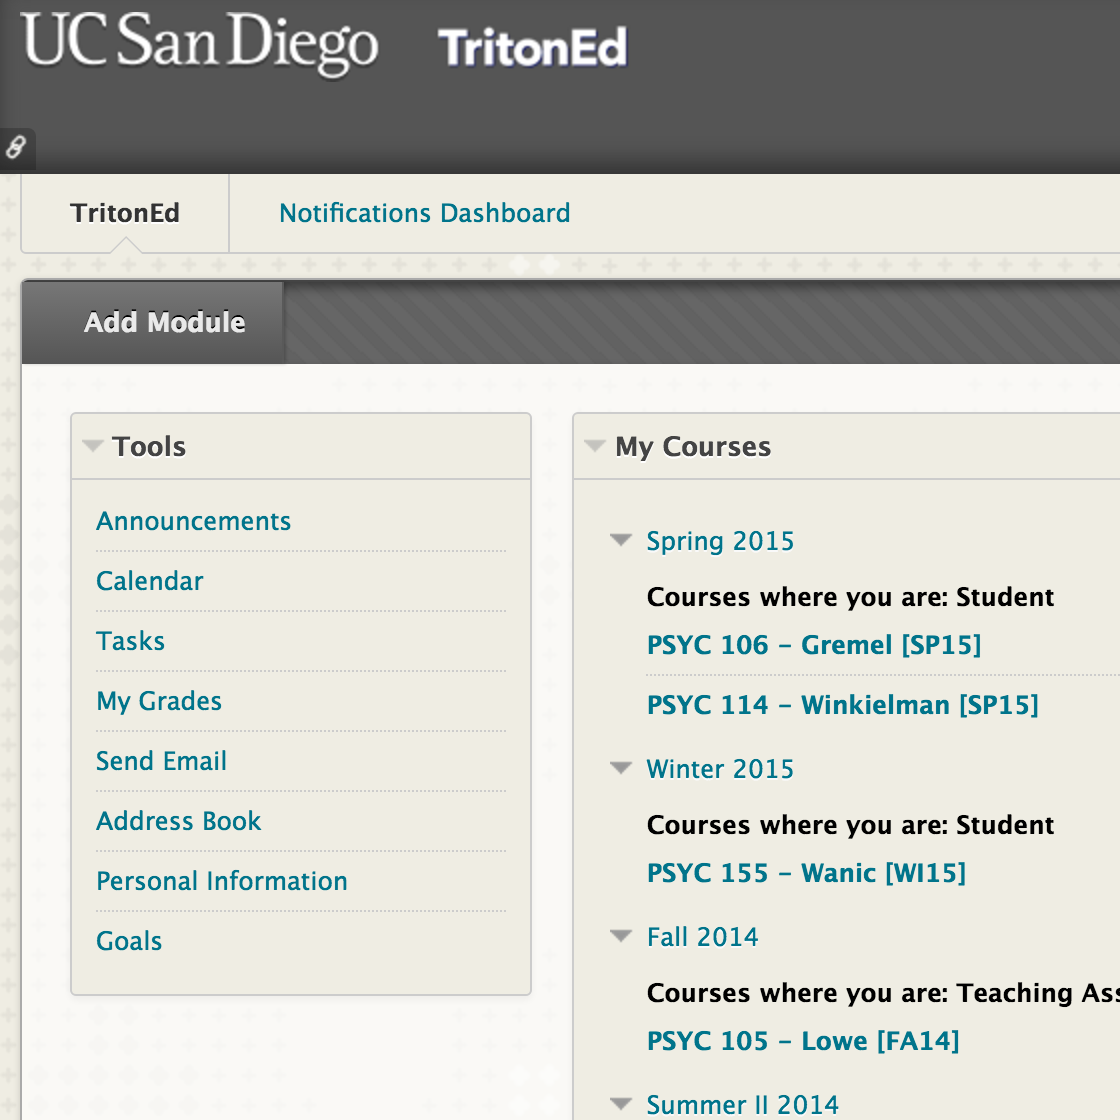 UC San Diego TritonEd
TritonEd Notifications Dashboard
Add Module
Tools
Announcements
Calendar
Tasks
My Grades
Send Email
Address Book
Personal Information
Goals
My Courses
Spring 2015
Courses where you are: Student
PSYC 106 - Gremel [SP15]
PSYC 114 - Winkielman [SP15]
Winter 2015
Courses where you are: Student
PSYC 155 - Wanic [WI15]
Fall 2014
Courses where you are: Teaching Ass
PSYC 105 - Lowe [FA14]
Summer II 2014